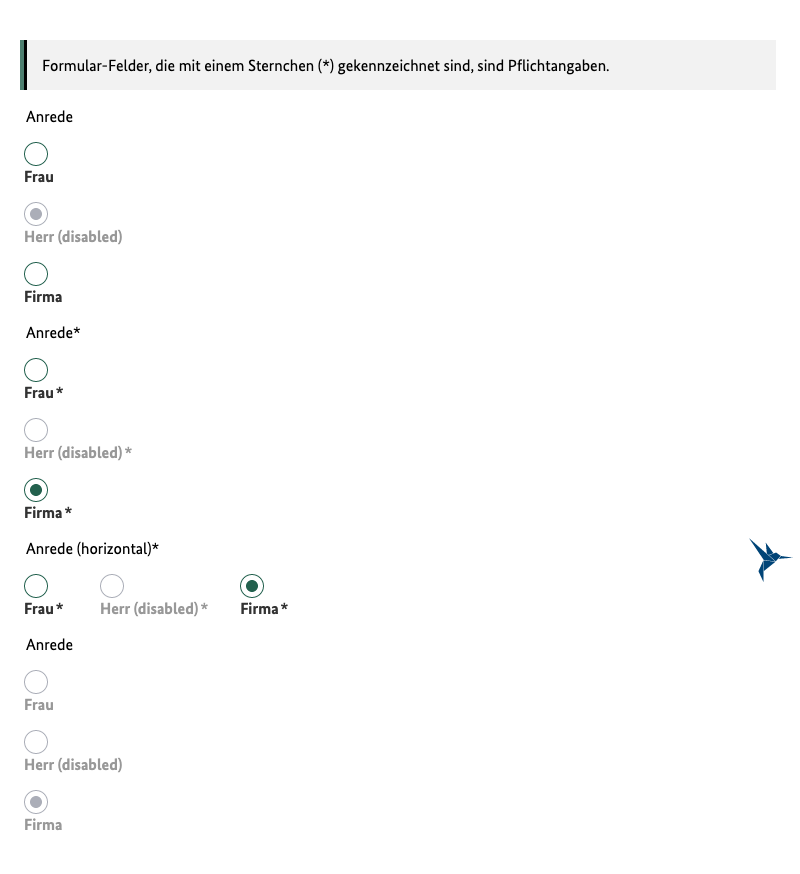 Formular-Felder, die mit einem Sternchen (*) gekennzeichnet sind, sind Pflichtangaben.
Anrede
Frau
Herr (disabled)
Firma
Anrede*
Frau*
Herr (disabled)*
Firma*
Anrede (horizontal)*
Frau* Herr (disabled)* Firma*
Anrede
Frau
Herr (disabled)
Firma